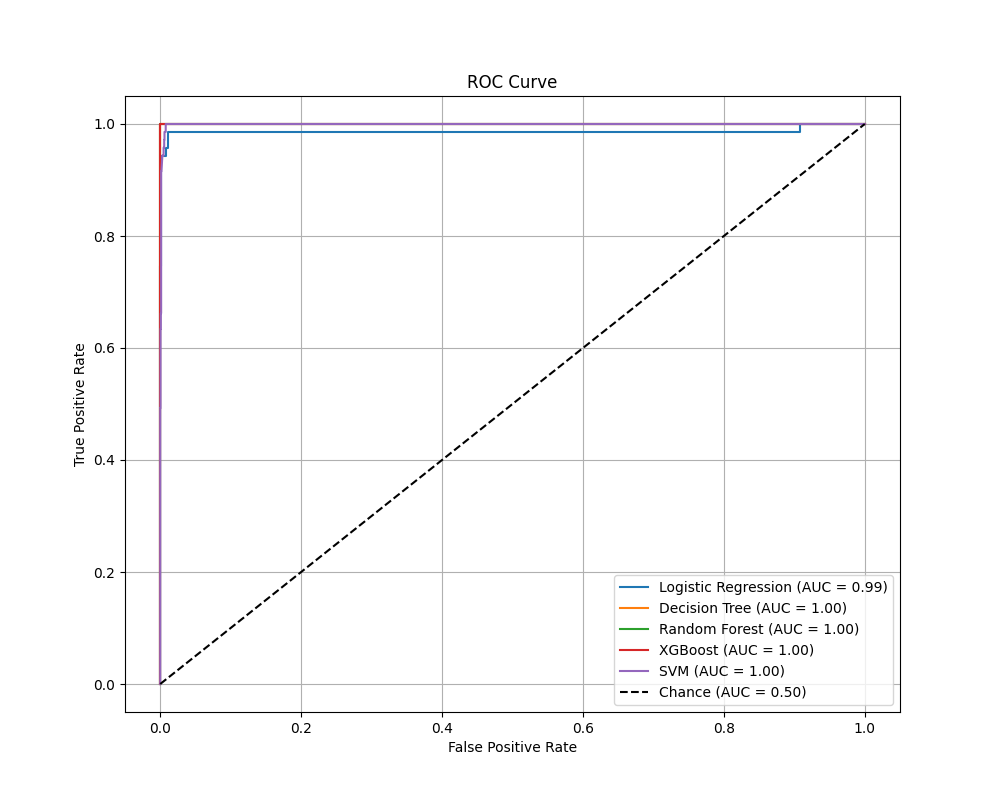 ROC Curve
1.0
0.8
0.6
0.4
0.2
0.0
True Positive Rate
0.0 0.2 0.4 0.6 0.8 1.0
False Positive Rate
Logistic Regression (AUC = 0.99)
Decision Tree (AUC = 1.00)
Random Forest (AUC = 1.00)
XGBoost (AUC = 1.00)
SVM (AUC = 1.00)
Chance (AUC = 0.50)